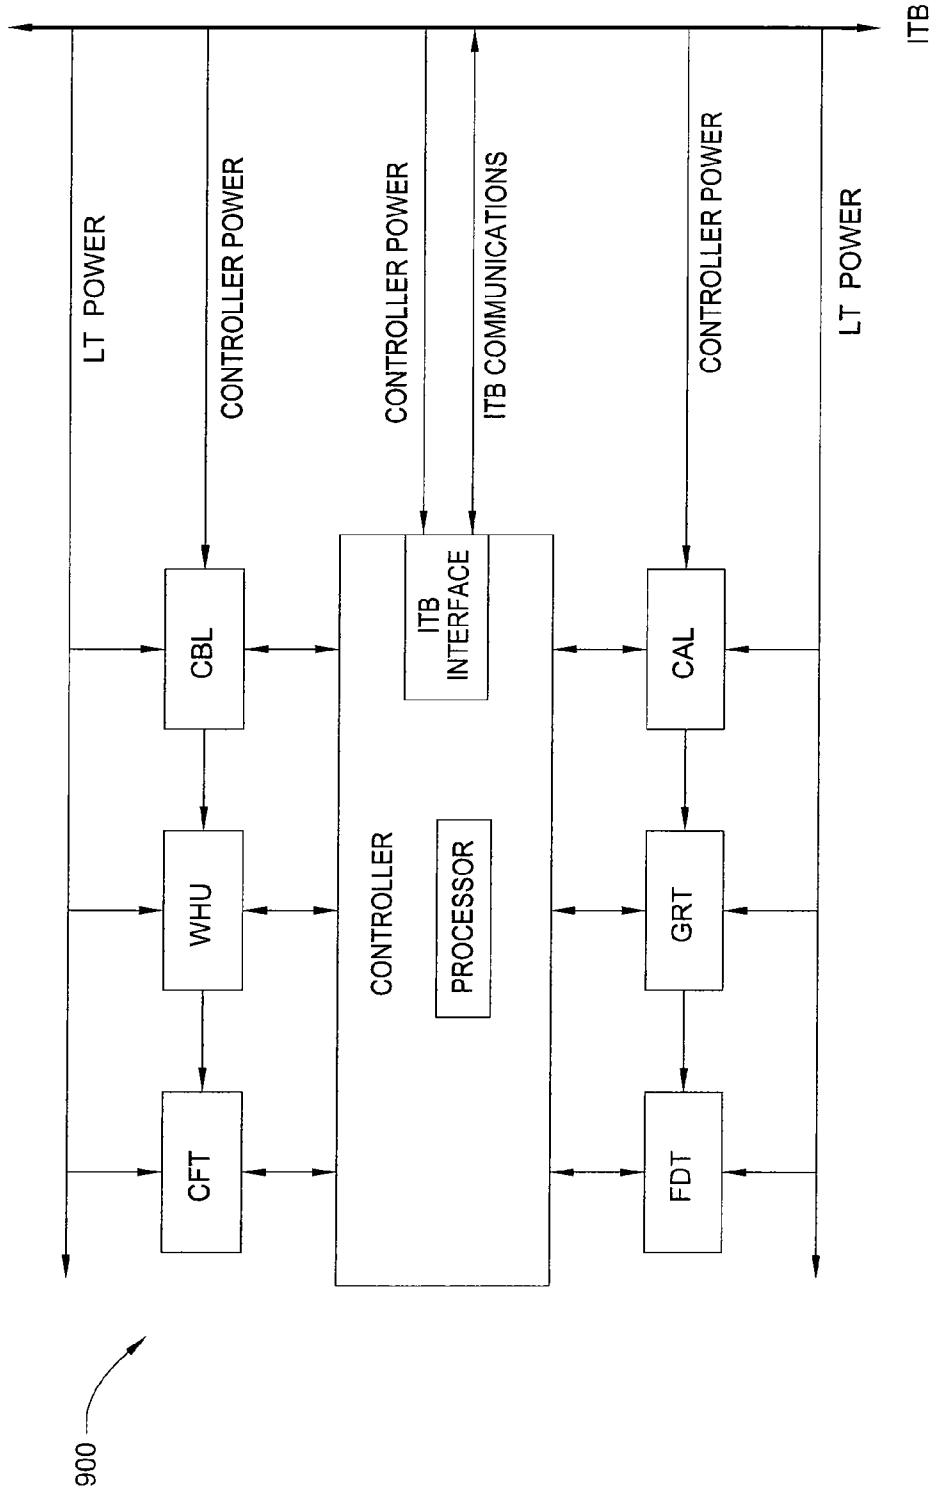 900
LT POWER
CONTROLLER POWER
CFT
WHU
CBL
CONTROLLER
PROCESSOR
ITB
INTERFACE
CONTROLLER POWER
ITB COMMUNICATIONS
FDT
GRT
CAL
CONTROLLER POWER
LT POWER
ITB